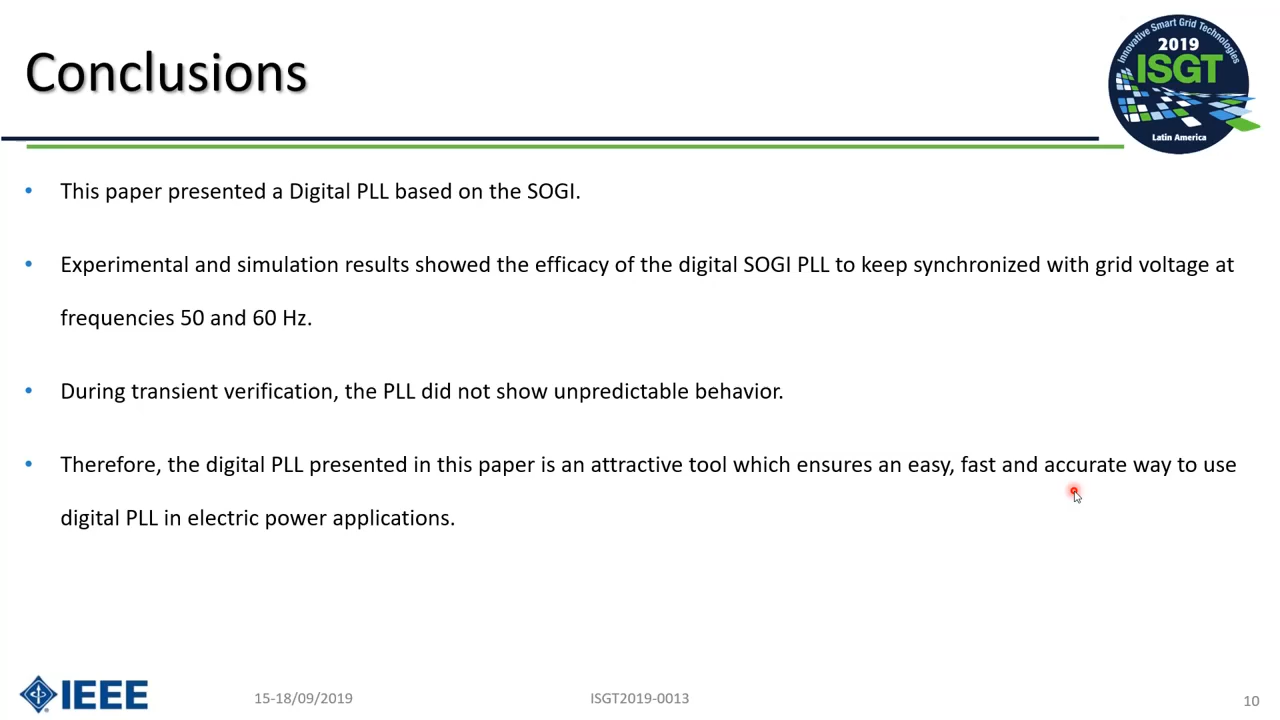 Conclusions
Innovative Smart Grid Technologies
2019
ISGT
Latin America
• This paper presented a Digital PLL based on the SOGI.
• Experimental and simulation results showed the efficacy of the digital SOGI PLL to keep synchronized with grid voltage at
frequencies 50 and 60 Hz.
• During transient verification, the PLL did not show unpredictable behavior.
• Therefore, the digital PLL presented in this paper is an attractive tool which ensures an easy, fast and accurate way to use
digital PLL in electric power applications.
IEEE
15-18/09/2019
ISGT2019-0013
10